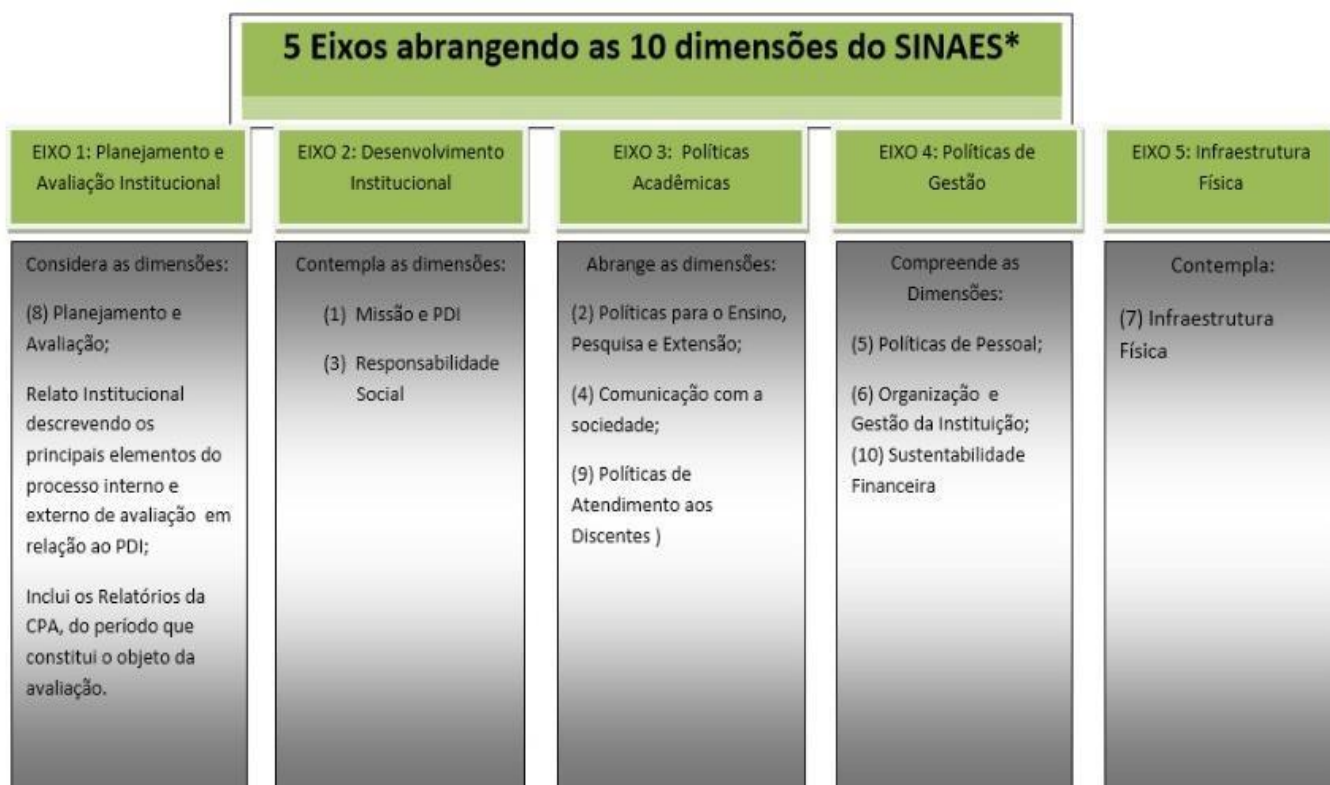 5 Eixos abrangendo as 10 dimensões do SINAES*
EIXO 1: Planejamento e
Avaliação Institucional
Considera as dimensões:
(8) Planejamento e
Avaliação;
Relato Institucional
descrevendo os
principais elementos do
processo interno e
externo de avaliação em
relação ao PDI;
Inclui os Relatórios da
CPA, do período que
constitui o objeto da
avaliação.
EIXO 2: Desenvolvimento
Institucional
Contempla as dimensões:
(1) Missão e PDI
(3) Responsabilidade
Social
EIXO 3: Políticas
Acadêmicas
Abrange as dimensões:
(2) Políticas para o Ensino,
Pesquisa e Extensão;
(4) Comunicação com a
sociedade;
(9) Políticas de
Atendimento aos
Discentes )
EIXO 4: Políticas de
Gestão
Compreende as
Dimensões:
(5) Políticas de Pessoal;
(6) Organização e
Gestão da Instituição;
(10) Sustentabilidade
Financeira
EIXO 5: Infraestrutura
Física
Contempla:
(7) Infraestrutura
Física